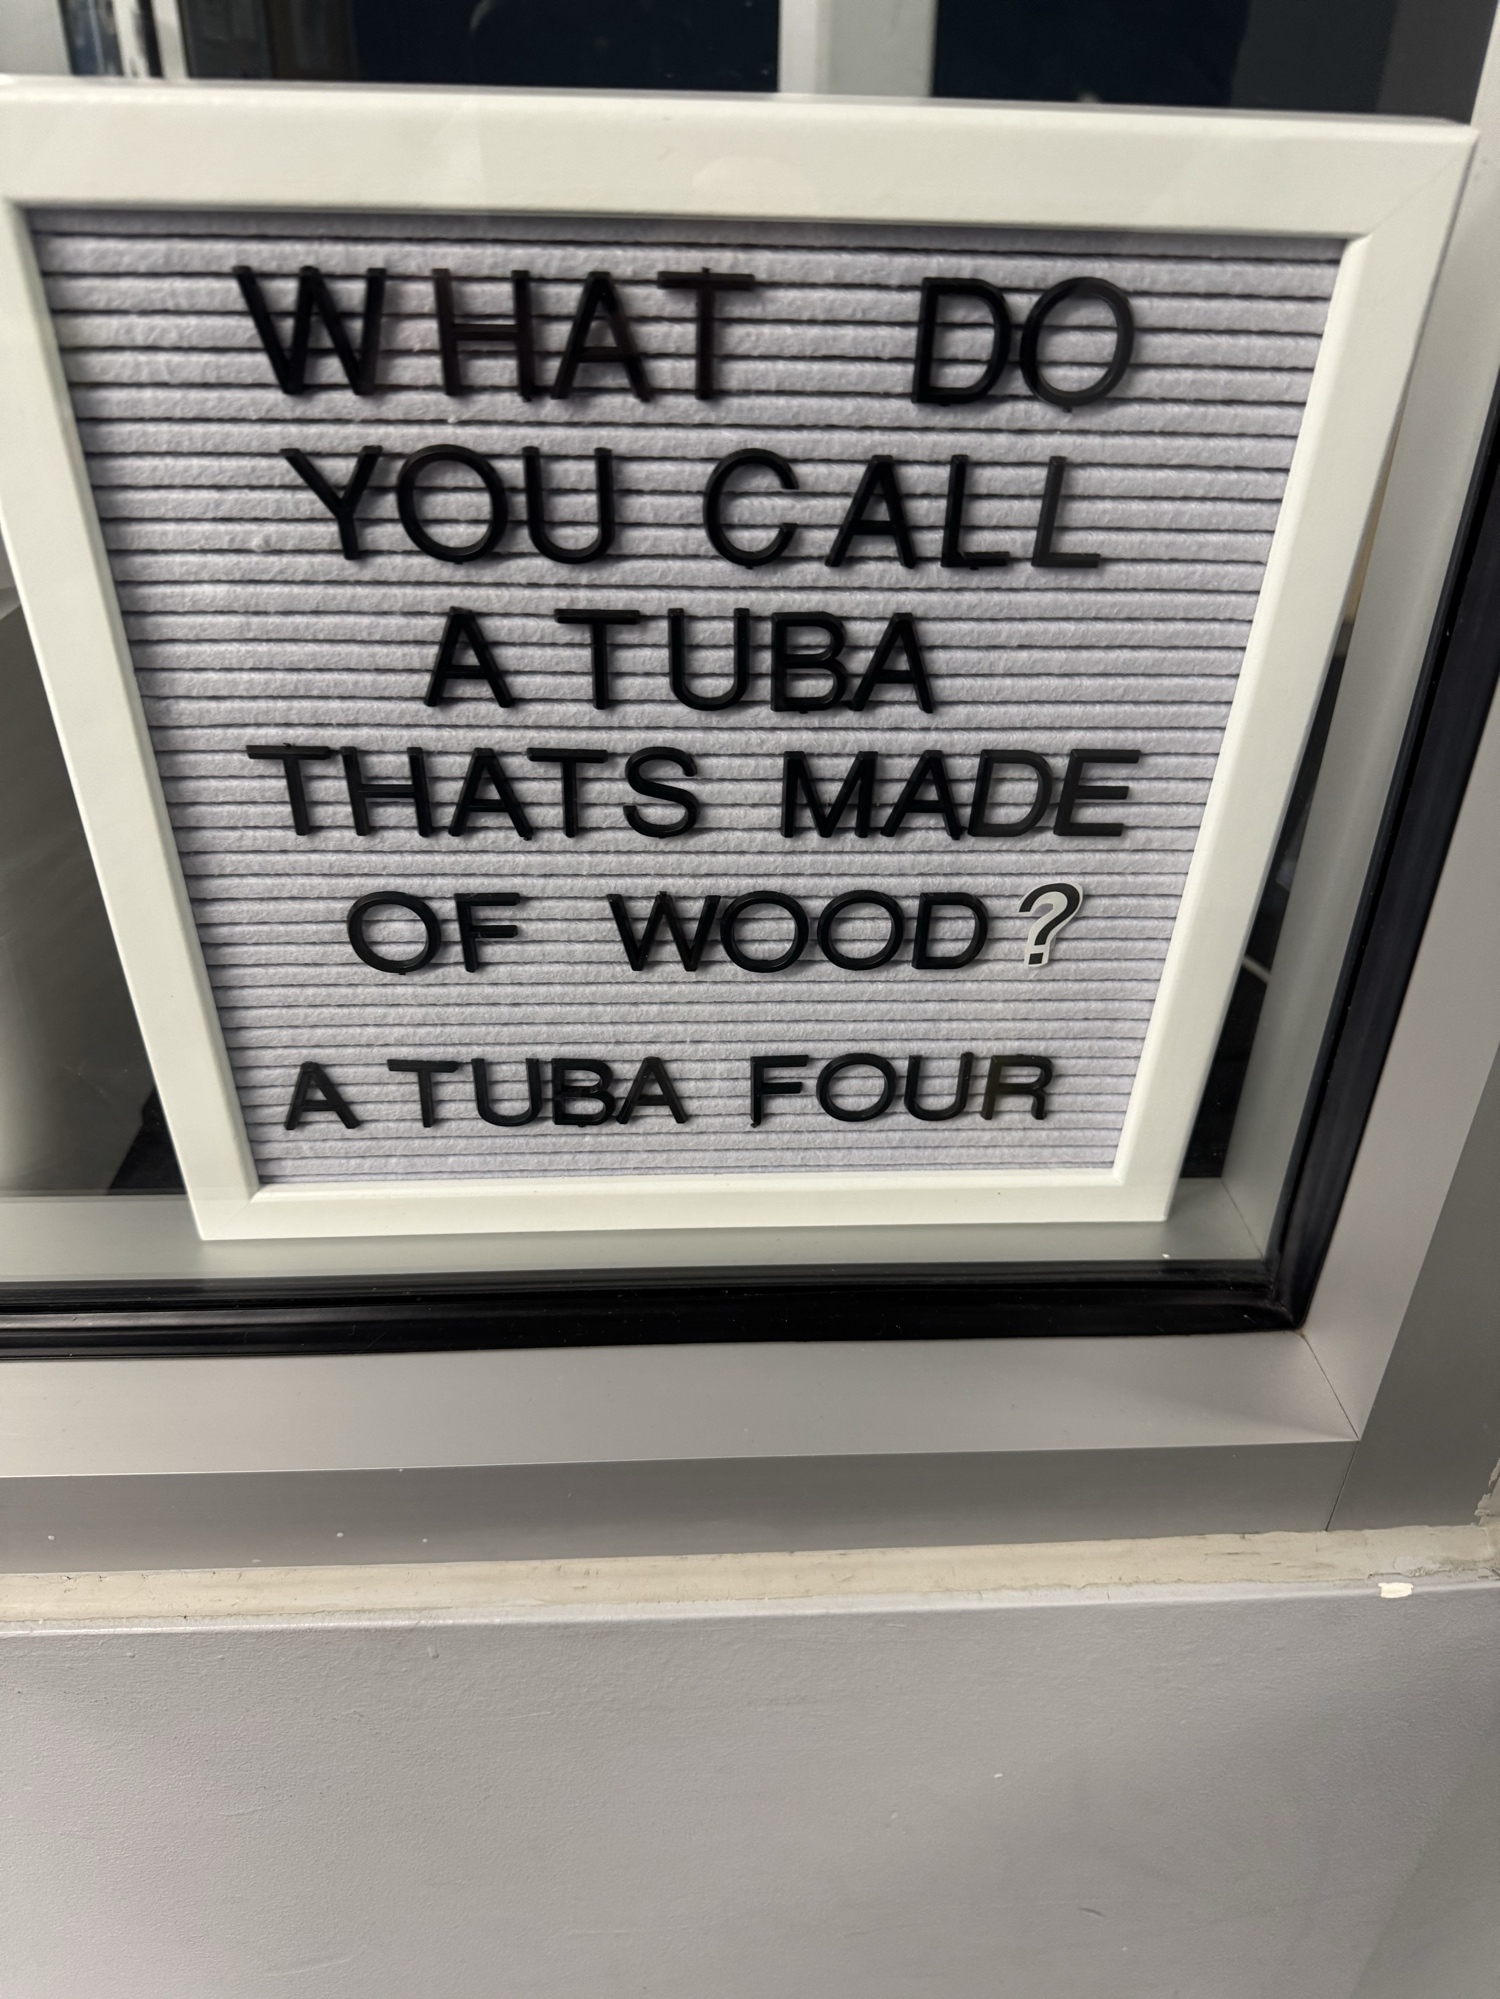 WHAT DO
YOU CALL
A TUBA
THATS MADE
OF WOOD?
A TUBA FOUR